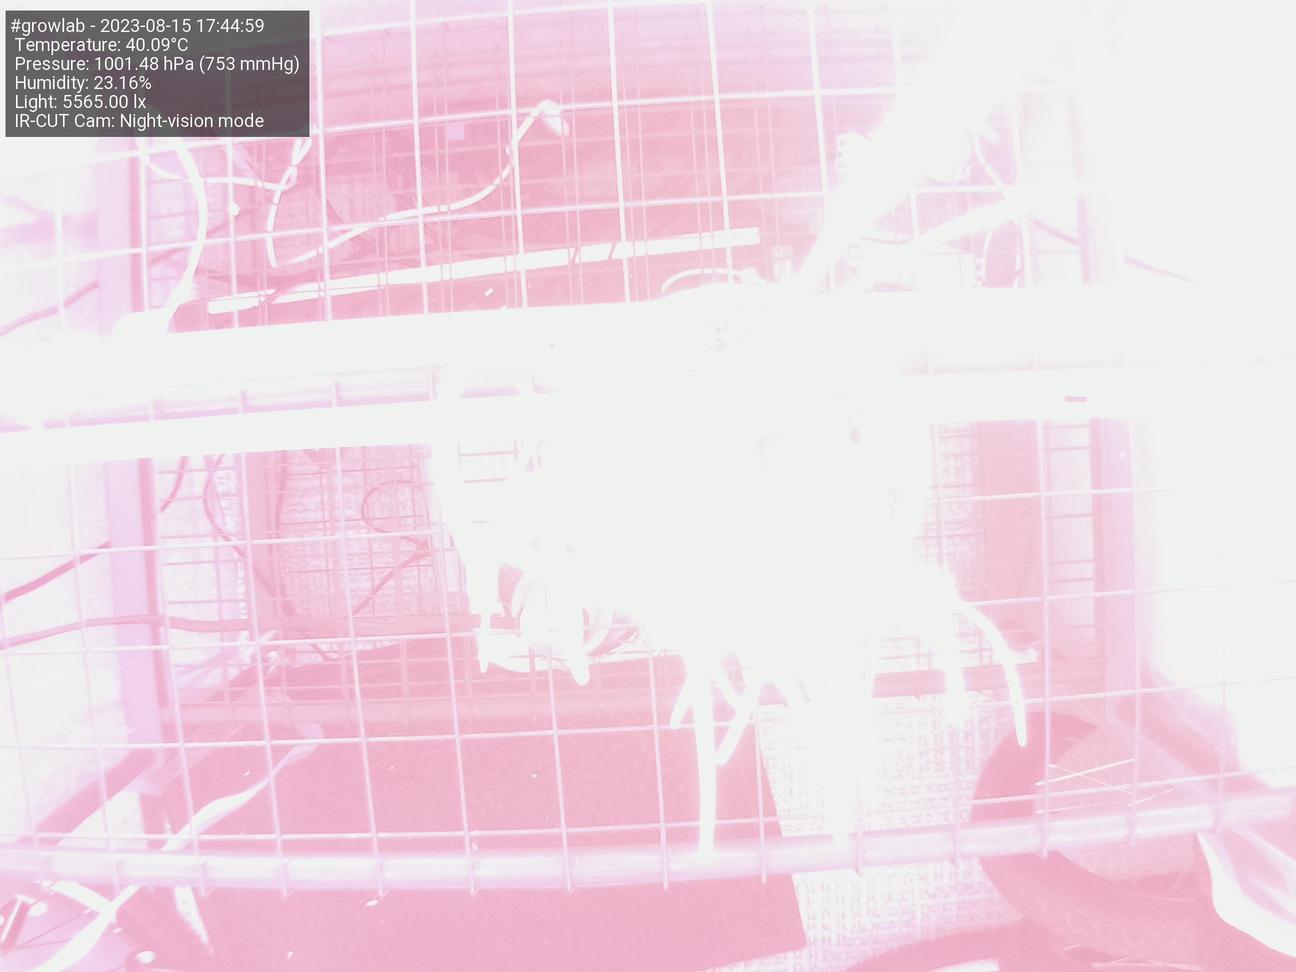 #growlab - 2023-08-15 17:44:59
Temperature: 40.09°C
Pressure: 1001.48 hPa (753 mmHg)
Humidity: 23.16%
Light: 5565.00 lx
IR-CUT Cam: Night-vision mode